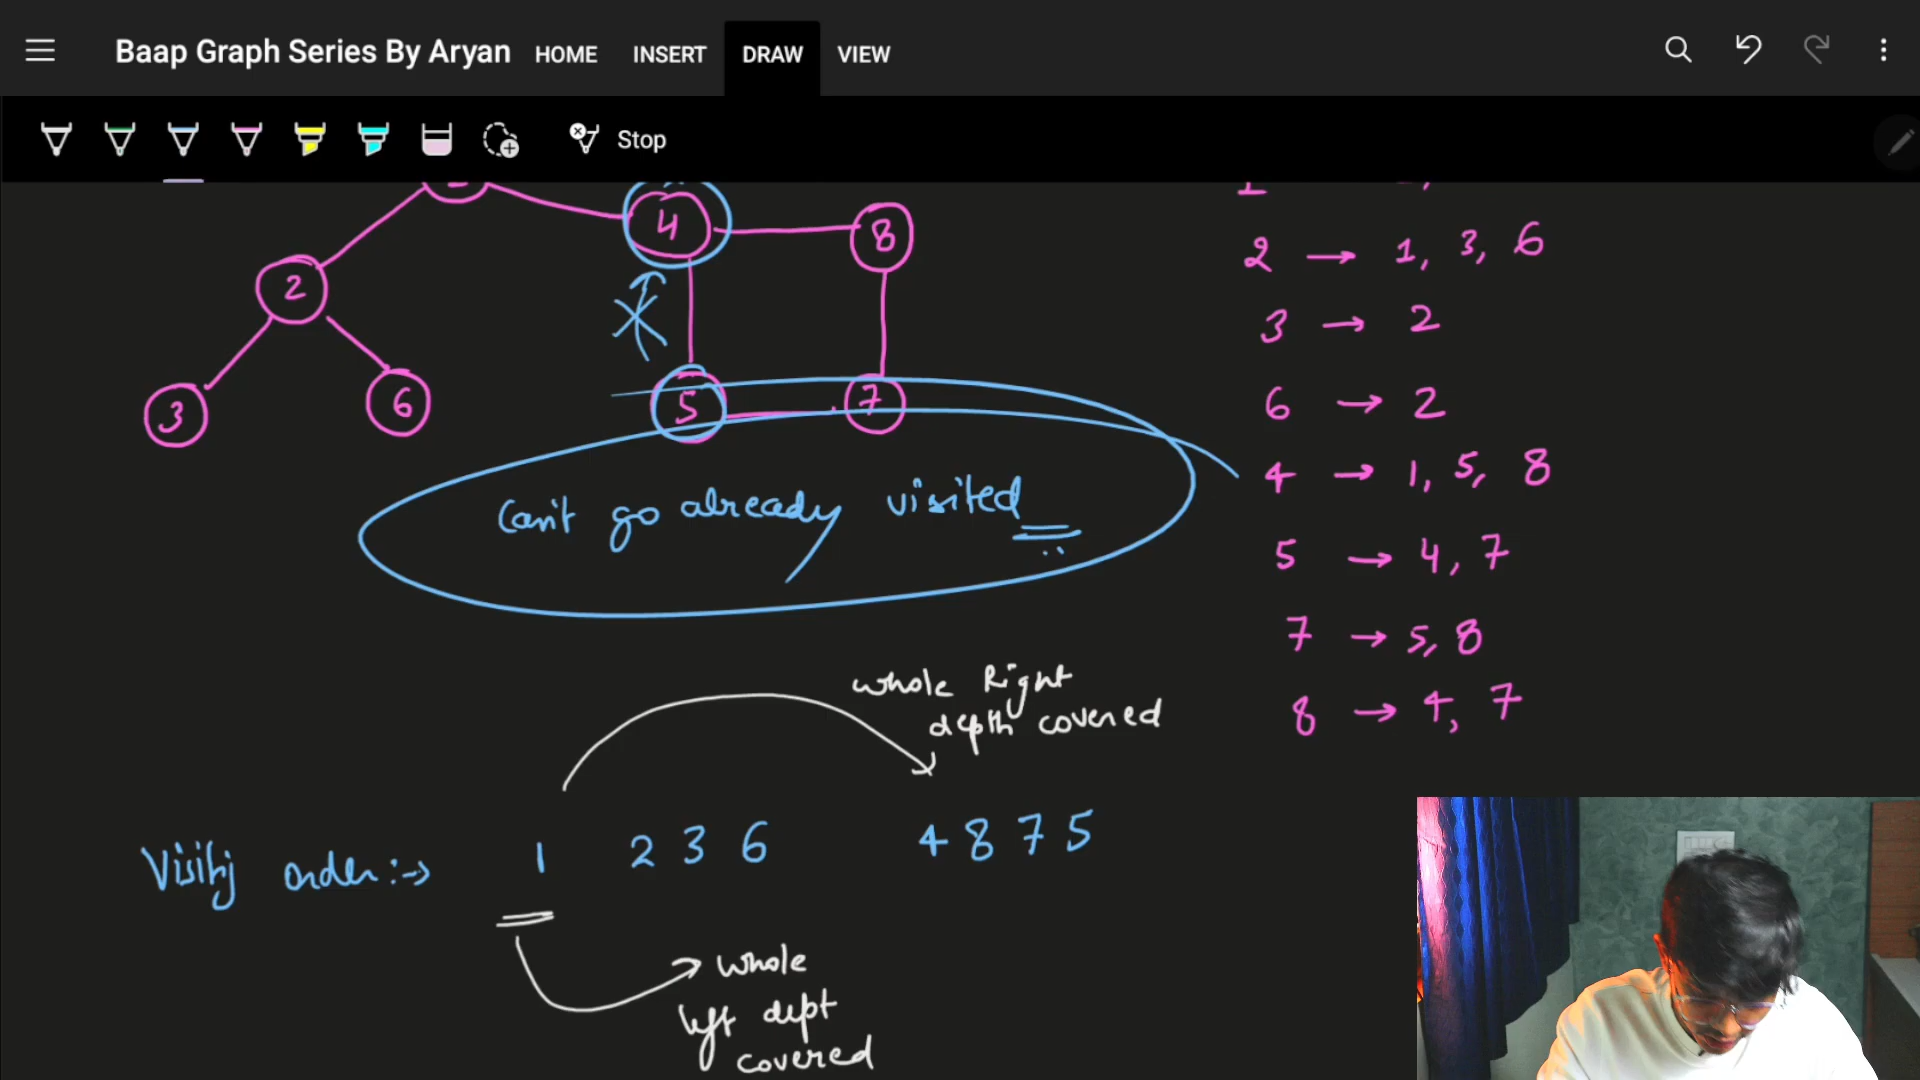 Baap Graph Series By Aryan HOME INSERT DRAW VIEW
Stop
1
4 8
2 → 1, 3, 6
2
3 → 2
3 6 5 7
6 → 2
4 → 1, 5, 8
Can't go already visited
5 → 4, 7
7 → 5, 8
whole Right
depth covered
8 → 4, 7
order:→ 1 2 3 6 4 8 7 5
whole
left dept
covered